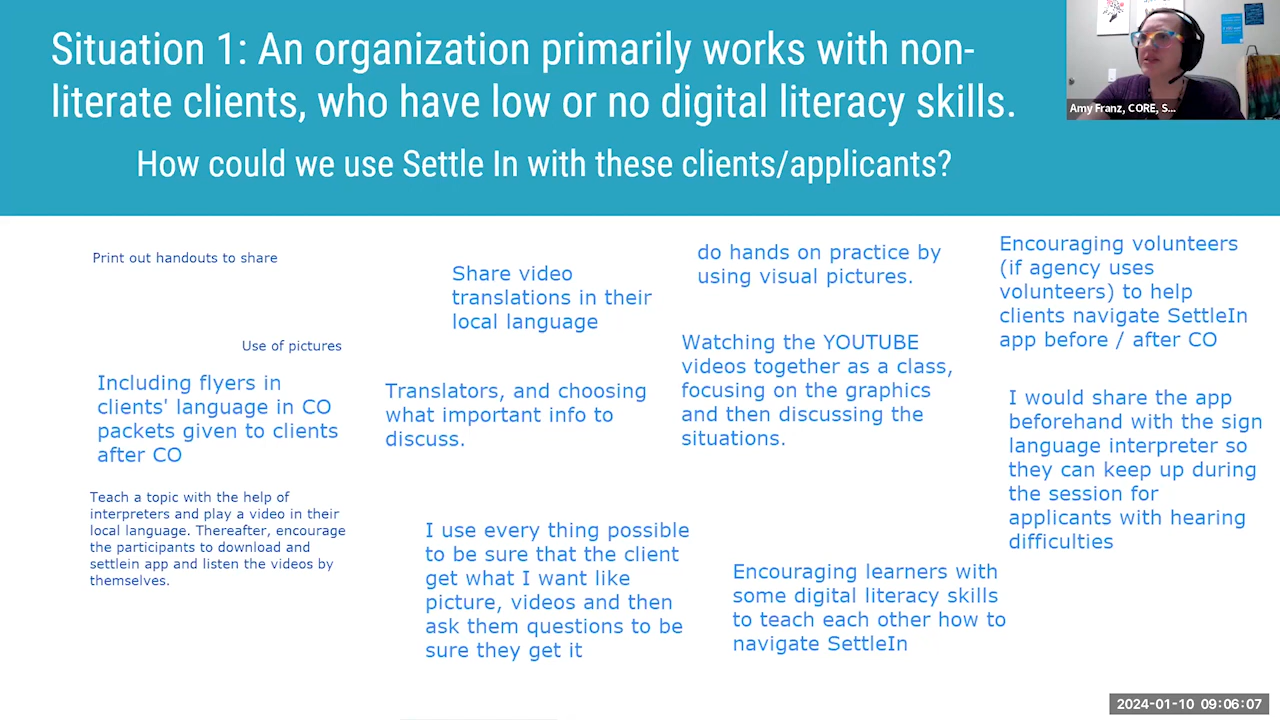 Situation 1: An organization primarily works with non-
literate clients, who have low or no digital literacy skills.
How could we use Settle In with these clients/applicants?
Amy Franz, CORE, S...
Print out handouts to share
Use of pictures
Including flyers in
clients' language in CO
packets given to clients
after CO
Teach a topic with the help of
interpreters and play a video in their
local language. Thereafter, encourage
the participants to download and
settlein app and listen the videos by
themselves.
Share video
translations in their
local language
Translators, and choosing
what important info to
discuss.
I use every thing possible
to be sure that the client
get what I want like
picture, videos and then
ask them questions to be
sure they get it
do hands on practice by
using visual pictures.
Watching the YOUTUBE
videos together as a class,
focusing on the graphics
and then discussing the
situations.
Encouraging learners with
some digital literacy skills
to teach each other how to
navigate SettleIn
Encouraging volunteers
(if agency uses
volunteers) to help
clients navigate SettleIn
app before / after CO
I would share the app
beforehand with the sign
language interpreter so
they can keep up during
the session for
applicants with hearing
difficulties
2024-01-10 09:06:07